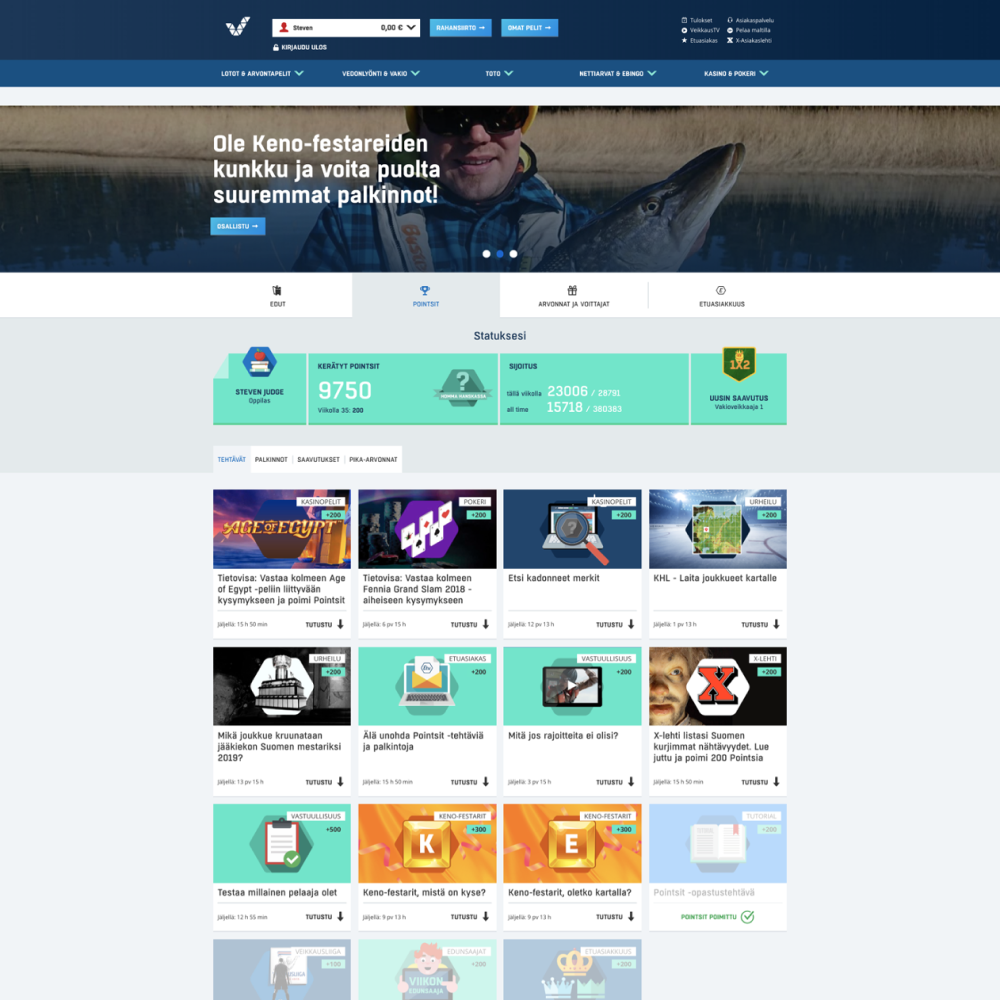 Steven 0,00 €
RAHANSIIRTO →
OMAT PELIT →
KIRJAUDU ULOS
Tulokset
Asiakaspalvelu
VeikkausTV
Pelaa maltilla
Etuasiakas
X-Asiakaslehti
LOTOT & ARVONTAPELIT
VEDONLYÖNTI & VAKIO
TOTO
NETTIARVAT & EBINGO
KASINO & POKERI
Ole Keno-festareiden
kunkku ja voita puolta
suuremmat palkinnot!
OSALLISTU →
EDUT
POINTSIT
ARVONNAT JA VOITTAJAT
ETUASIAKKUUS
Statuksesi
STEVEN JUDGE
Oppilas
KERÄTYT POINTSIT
9750
Viikolla 35: 200
?
SIJOITUS
tällä viikolla 23006 / 28791
all time 15718 / 380393
1X2
UUSIN SAAVUTUS
Vakioveikkaaja 1
TEHTÄVÄT
PALKINNOT
SAAVUTUKSET
PIKA-ARVONNAT
KASINOPELIT
+200
AGE OF EGYPT
Tietovisa: Vastaa kolmeen Age
of Egypt -peliin liittyvään
kysymykseen ja poimi Pointsit
Jäljellä: 15 h 50 min
TUTUSTU
POKERI
+200
Tietovisa: Vastaa kolmeen
Fennia Grand Slam 2018 -
aiheiseen kysymykseen
Jäljellä: 6 pv 15 h
TUTUSTU
KASINOPELIT
+200
?
Etsi kadonneet merkit
Jäljellä: 12 pv 13 h
TUTUSTU
URHEILU
+200
KHL - Laita joukkueet kartalle
Jäljellä: 1 pv 13 h
TUTUSTU
URHEILU
+200
Mikä joukkue kruunataan
jääkiekon Suomen mestariksi
2019?
Jäljellä: 13 pv 15 h
TUTUSTU
ETUASIAKAS
+200
Älä unohda Pointsit -tehtäviä
ja palkintoja
Jäljellä: 15 h 50 min
TUTUSTU
VASTUULLISUUS
+200
Mitä jos rajoitteita ei olisi?
Jäljellä: 3 pv 15 h
TUTUSTU
X-LEHTI
+200
X
X-lehti listasi Suomen
kurjimmat nähtävyydet. Lue
juttu ja poimi 200 Pointsia
Jäljellä: 15 h 50 min
TUTUSTU
VASTUULLISUUS
+500
Testaa millainen pelaaja olet
Jäljellä: 12 h 55 min
TUTUSTU
KENO-FESTARIT
+300
K
Keno-festarit, mistä on kyse?
Jäljellä: 9 pv 13 h
TUTUSTU
KENO-FESTARIT
+300
E
Keno-festarit, oletko kartalla?
Jäljellä: 9 pv 13 h
TUTUSTU
TUTORIAL
+200
Pointsit -opastustehtävä
POINTSIT POIMITTU
VEIKKAUSLIIGA
+100
EDUNSAAJAT
+200
VIIKON
EDUNSAAJA
ETUASIAKKUUS
+200